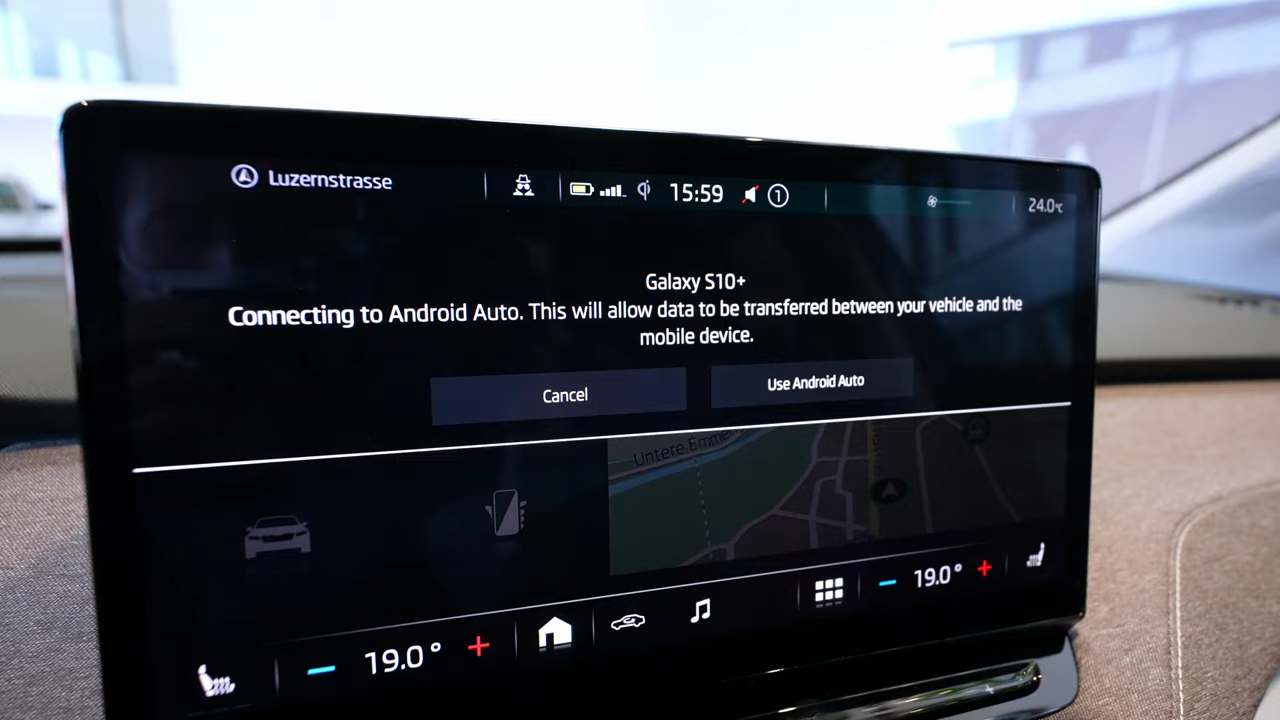 Luzernstrasse
15:59
1
24.0°C
Galaxy S10+
Connecting to Android Auto. This will allow data to be transferred between your vehicle and the
mobile device.
Cancel
Use Android Auto
Untere Emme
19.0°
19.0°